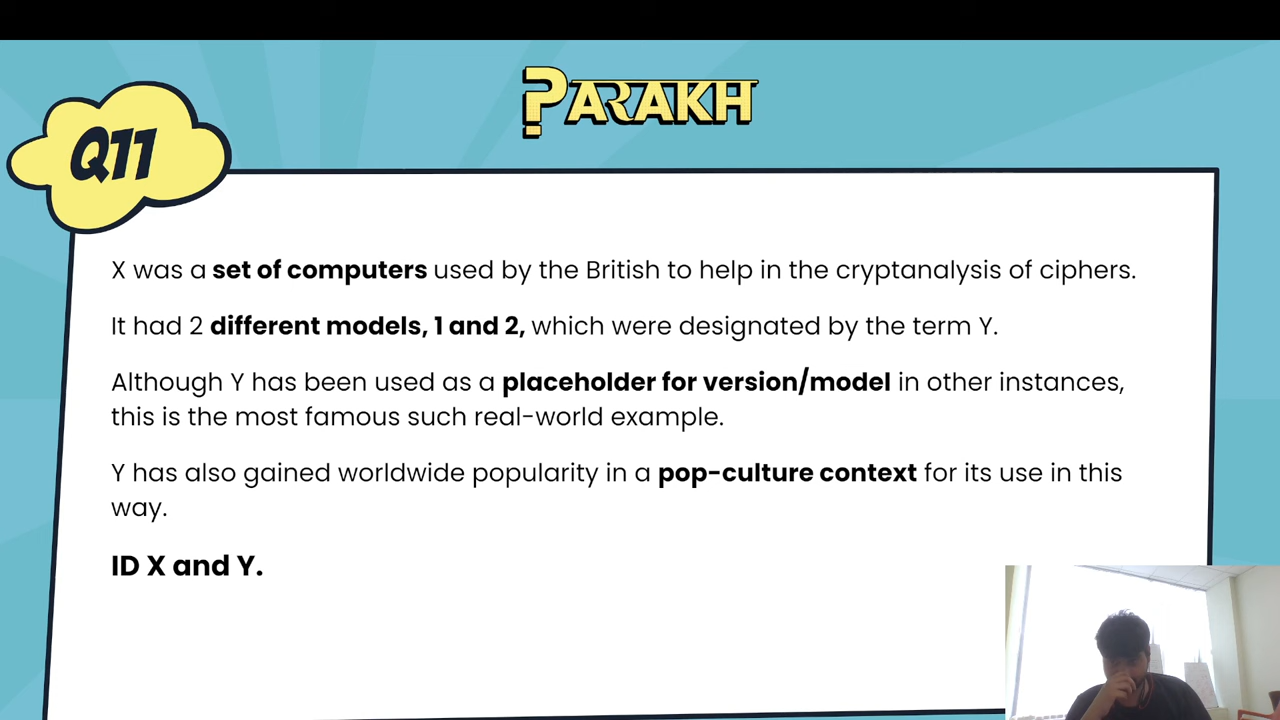 ?PARAKH
Q11
X was a set of computers used by the British to help in the cryptanalysis of ciphers.
It had 2 different models, 1 and 2, which were designated by the term Y.
Although Y has been used as a placeholder for version/model in other instances,
this is the most famous such real-world example.
Y has also gained worldwide popularity in a pop-culture context for its use in this
way.
ID X and Y.